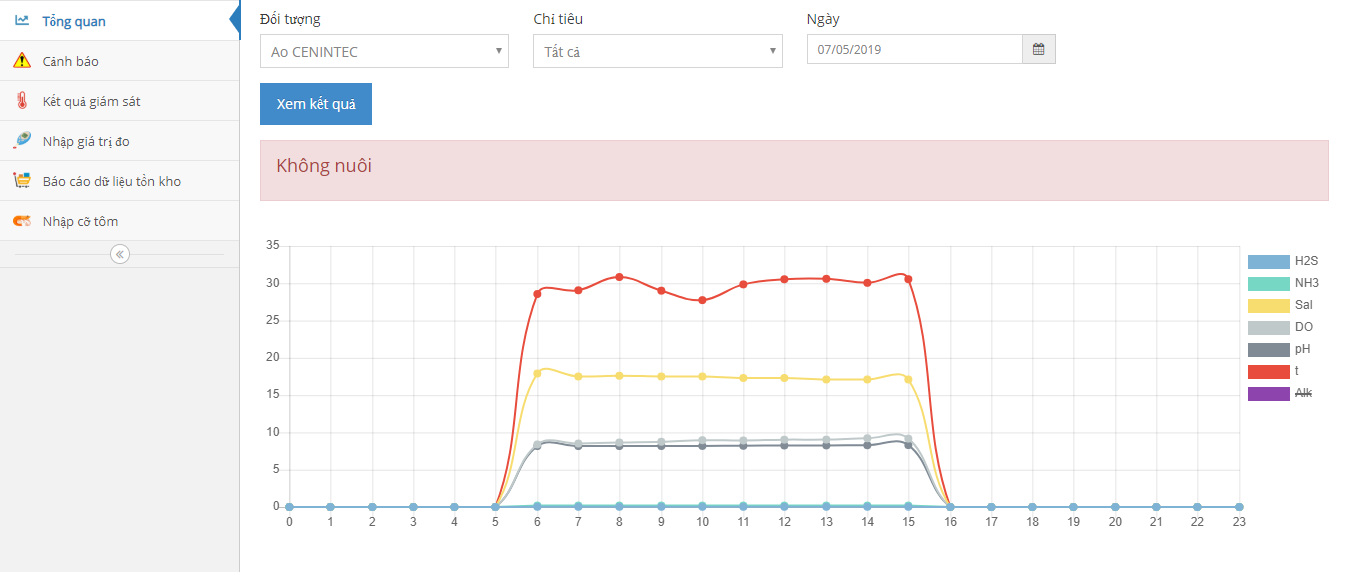 Tổng quan
Cảnh báo
Kết quả giám sát
Nhập giá trị đo
Báo cáo dữ liệu tồn kho
Nhập cỡ tôm
Đối tượng
Chỉ tiêu
Ngày
Ao CENINTEC
Tất cả
07/05/2019
Xem kết quả
Không nuôi
35
30
25
20
15
10
5
0
0 1 2 3 4 5 6 7 8 9 10 11 12 13 14 15 16 17 18 19 20 21 22 23
H2S
NH3
Sal
DO
pH
t
Alk